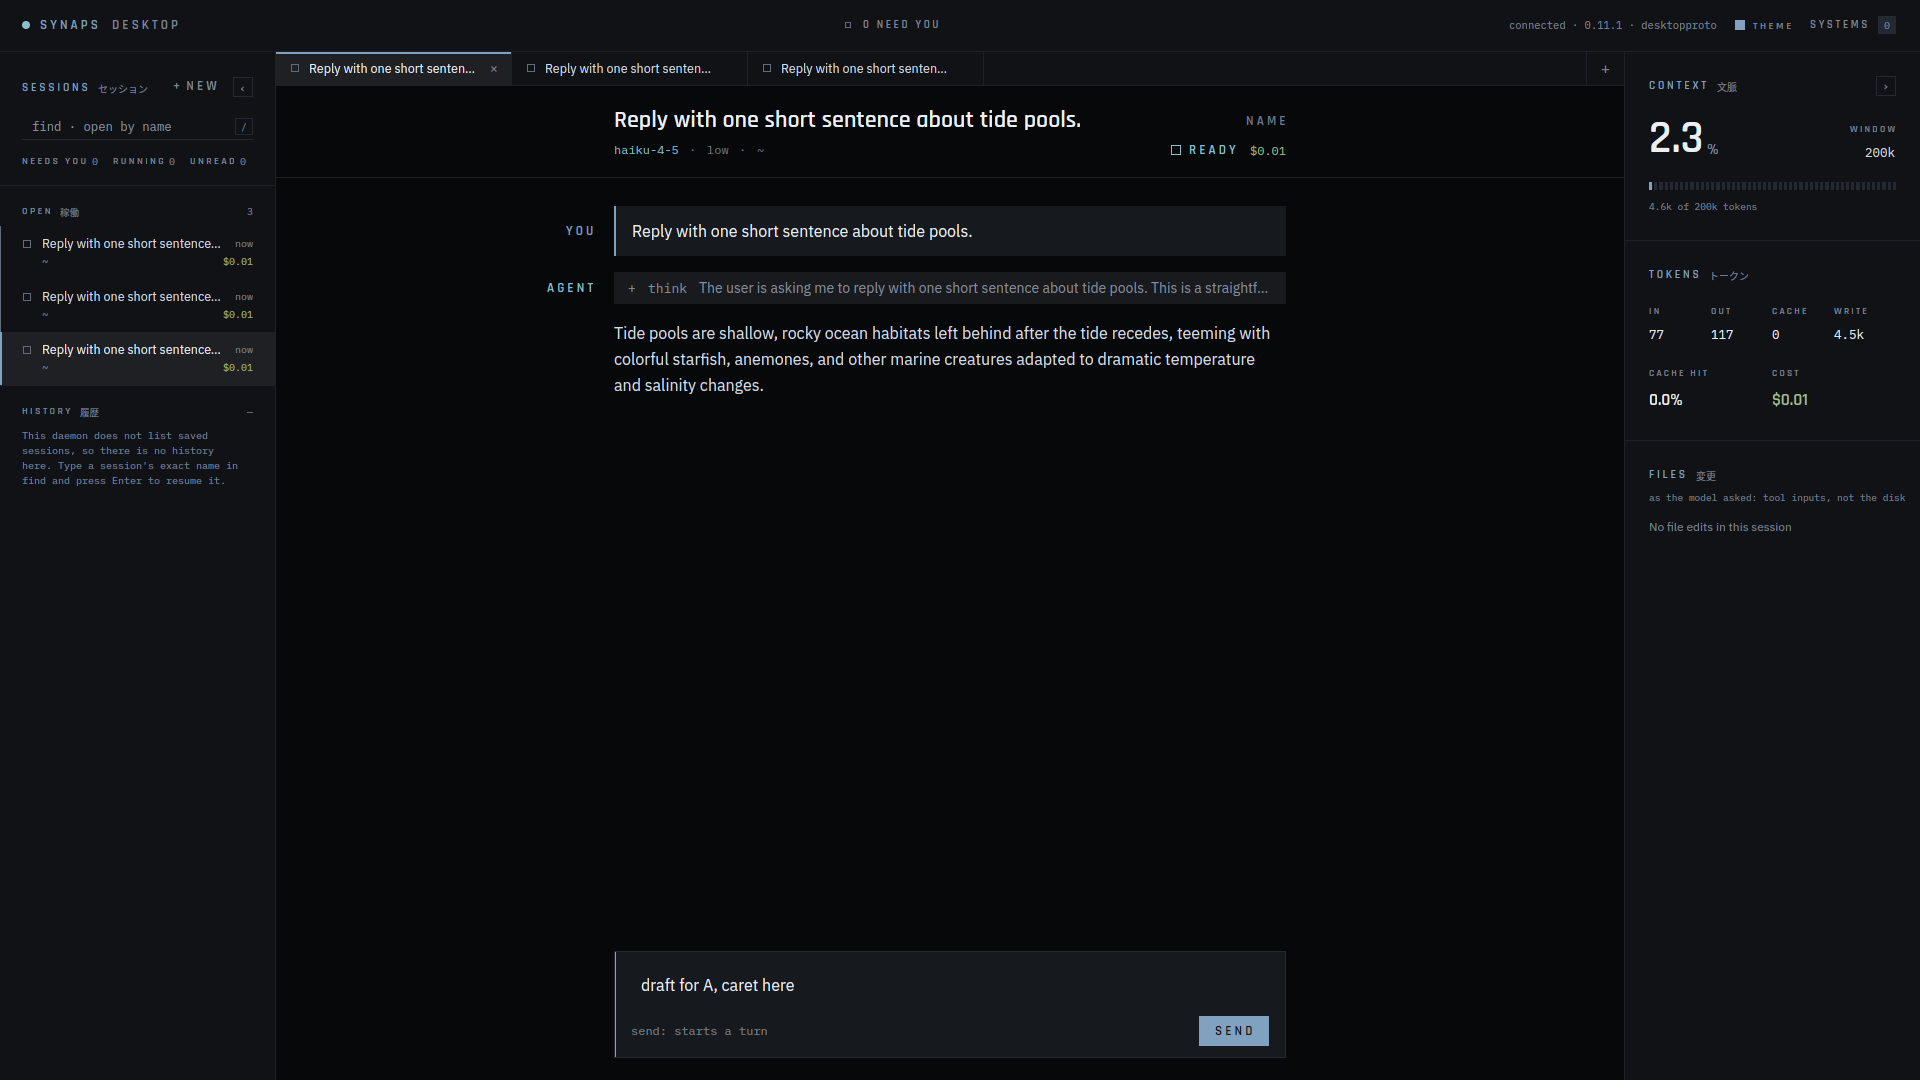 SYNAPS DESKTOP
0 NEED YOU
connected · 0.11.1 · desktopproto
THEME
SYSTEMS 0
SESSIONS セッション
+ NEW
‹
find · open by name
/
NEEDS YOU 0 RUNNING 0 UNREAD 0
OPEN 稼働 3
Reply with one short sentence... now
~ $0.01
Reply with one short sentence... now
~ $0.01
Reply with one short sentence... now
~ $0.01
HISTORY 履歴 —
This daemon does not list saved
sessions, so there is no history
here. Type a session's exact name in
find and press Enter to resume it.
Reply with one short senten... ×
Reply with one short senten...
Reply with one short senten...
+
Reply with one short sentence about tide pools.
NAME
haiku-4-5 · low · ~
READY $0.01
YOU
Reply with one short sentence about tide pools.
AGENT
+ think The user is asking me to reply with one short sentence about tide pools. This is a straightf...
Tide pools are shallow, rocky ocean habitats left behind after the tide recedes, teeming with
colorful starfish, anemones, and other marine creatures adapted to dramatic temperature
and salinity changes.
draft for A, caret here
send: starts a turn
SEND
CONTEXT 文脈
›
2.3 %
WINDOW
200k
4.6k of 200k tokens
TOKENS トークン
IN OUT CACHE WRITE
77 117 0 4.5k
CACHE HIT COST
0.0% $0.01
FILES 変更
as the model asked: tool inputs, not the disk
No file edits in this session